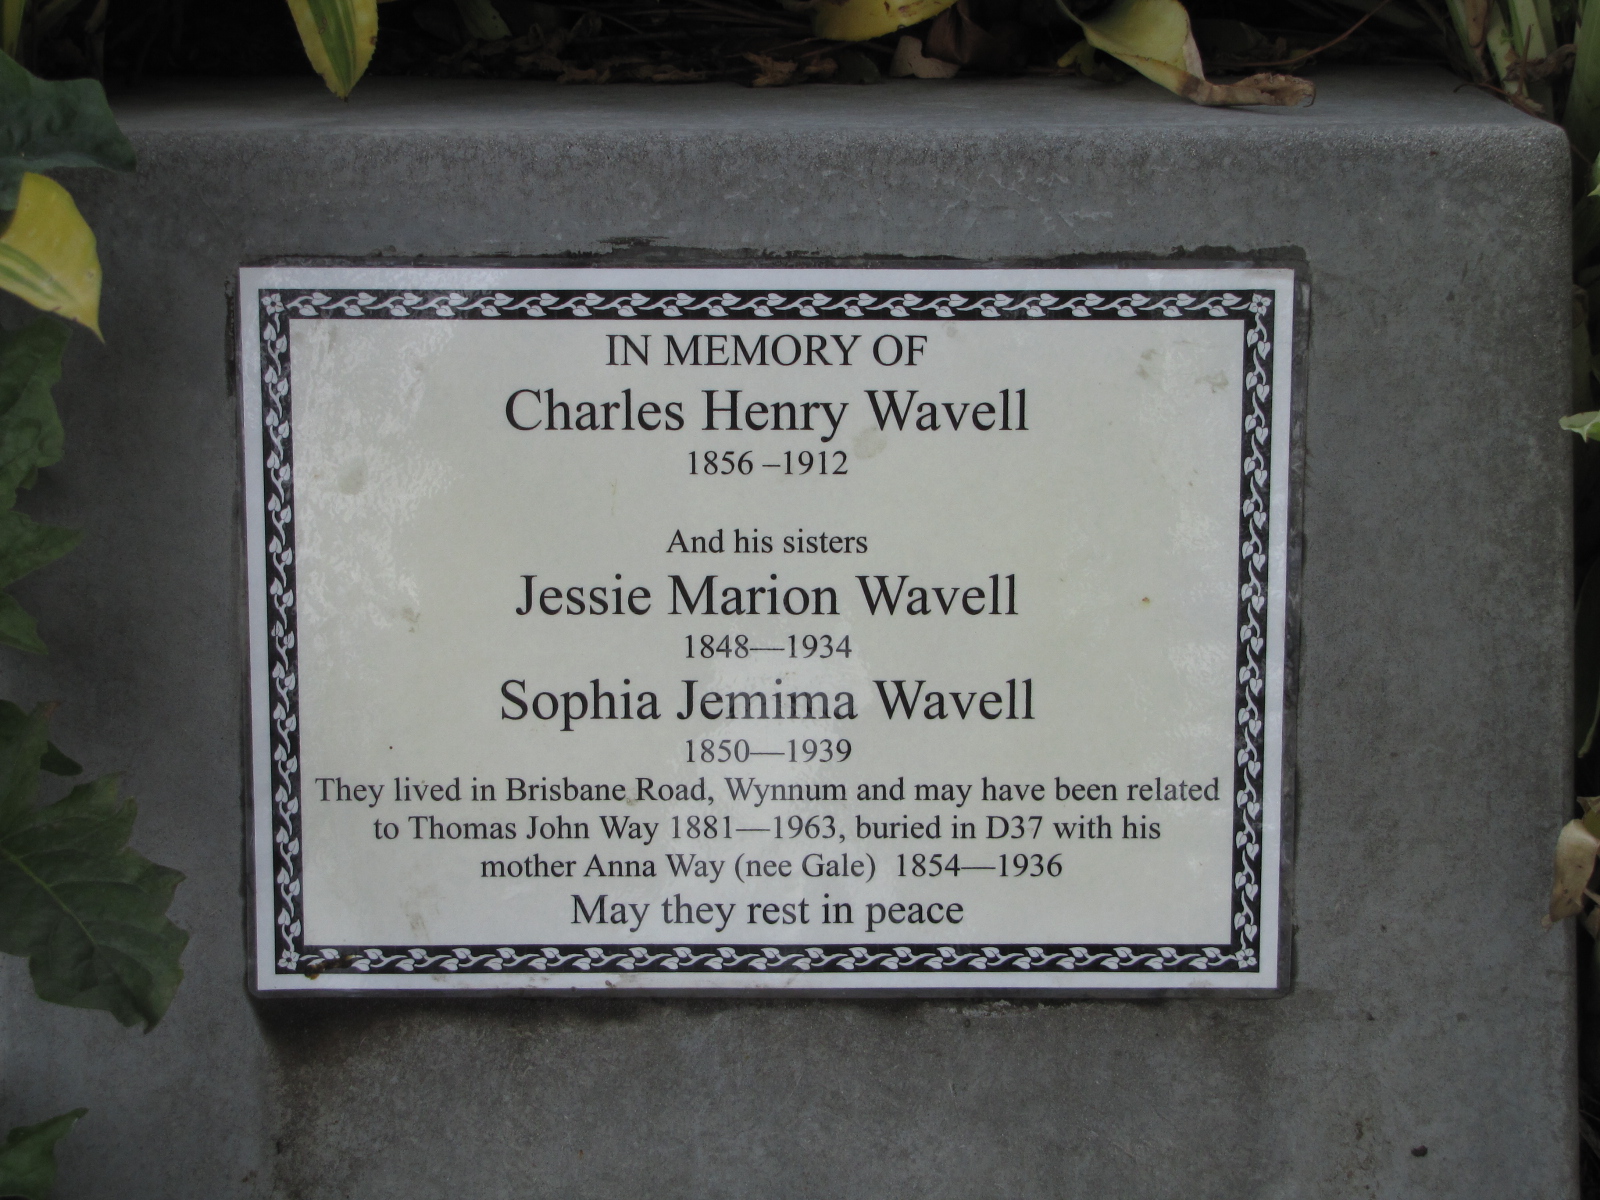 IN MEMORY OF
Charles Henry Wavell
1856 –1912
And his sisters
Jessie Marion Wavell
1848—1934
Sophia Jemima Wavell
1850—1939
They lived in Brisbane Road, Wynnum and may have been related
to Thomas John Way 1881—1963, buried in D37 with his
mother Anna Way (nee Gale)  1854—1936
May they rest in peace